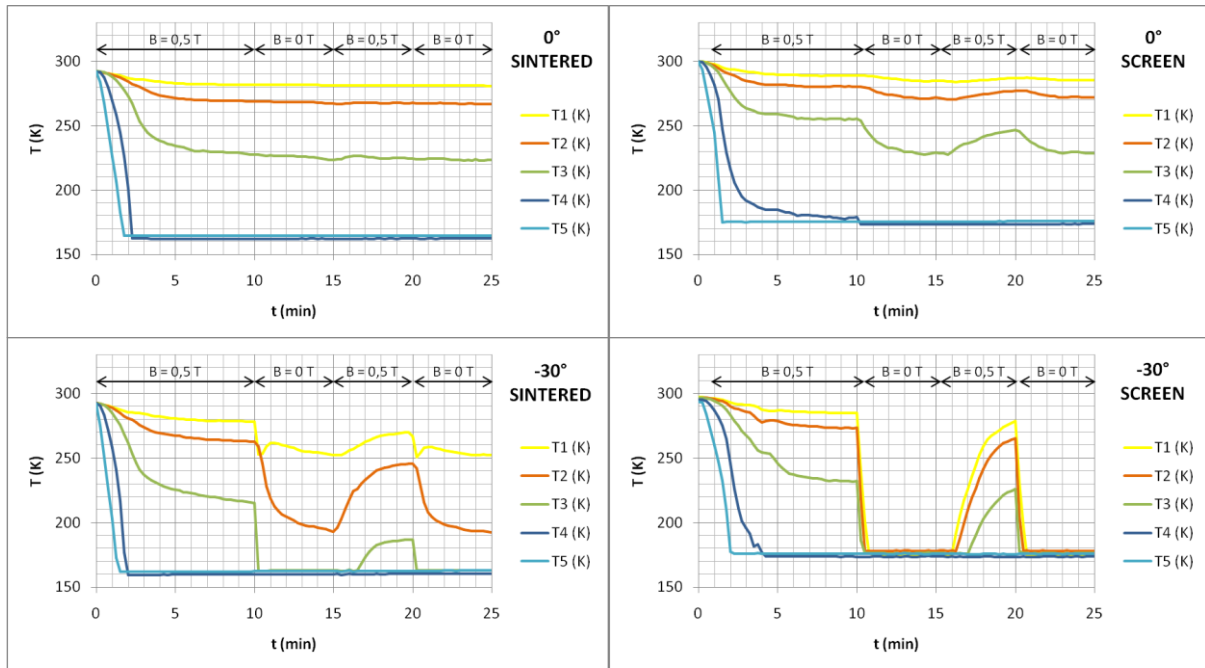 B = 0,5 T B = 0 T B = 0,5 T B = 0 T
0°
SINTERED
T (K)
300
250
200
150
0 5 10 15 20 25
t (min)
T1 (K)
T2 (K)
T3 (K)
T4 (K)
T5 (K)
B = 0,5 T B = 0 T B = 0,5 T B = 0 T
0°
SCREEN
T (K)
300
250
200
150
0 5 10 15 20 25
t (min)
T1 (K)
T2 (K)
T3 (K)
T4 (K)
T5 (K)
B = 0,5 T B = 0 T B = 0,5 T B = 0 T
-30°
SINTERED
T (K)
300
250
200
150
0 5 10 15 20 25
t (min)
T1 (K)
T2 (K)
T3 (K)
T4 (K)
T5 (K)
B = 0,5 T B = 0 T B = 0,5 T B = 0 T
-30°
SCREEN
T (K)
300
250
200
150
0 5 10 15 20 25
t (min)
T1 (K)
T2 (K)
T3 (K)
T4 (K)
T5 (K)